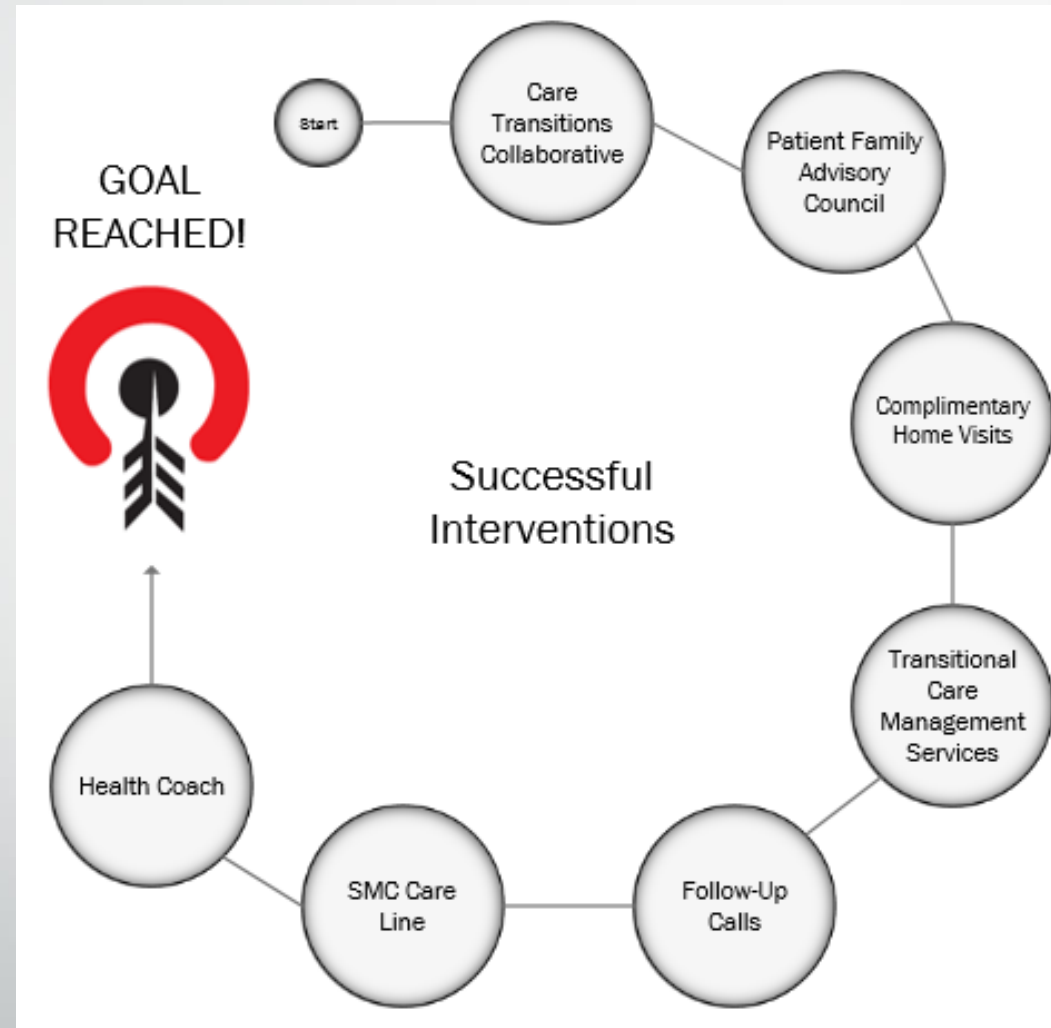 Start
Care
Transitions
Collaborative
Patient Family
Advisory
Council
Complimentary
Home Visits
Transitional
Care
Management
Services
Follow-Up
Calls
SMC Care
Line
Health Coach
GOAL
REACHED!
Successful
Interventions